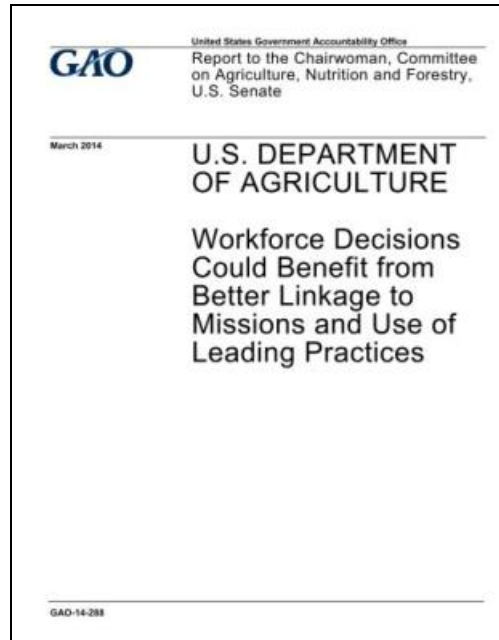 United States Government Accountability Office
GAO
Report to the Chairwoman, Committee
on Agriculture, Nutrition and Forestry,
U.S. Senate
March 2014
U.S. DEPARTMENT
OF AGRICULTURE
Workforce Decisions
Could Benefit from
Better Linkage to
Missions and Use of
Leading Practices
GAO-14-288